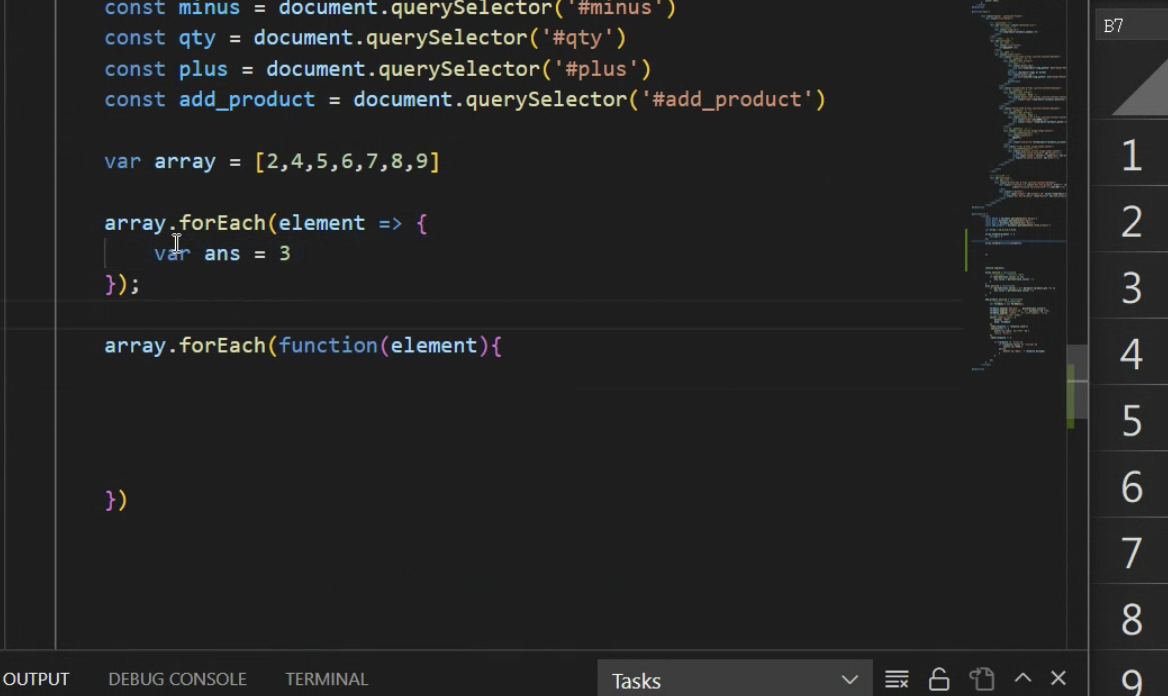 const minus = document.querySelector('#minus')
const qty = document.querySelector('#qty')
const plus = document.querySelector('#plus')
const add_product = document.querySelector('#add_product')
var array = [2,4,5,6,7,8,9]
array.forEach(element => {
var ans = 3
});
array.forEach(function(element){
})
OUTPUT DEBUG CONSOLE TERMINAL Tasks
B7
1
2
3
4
5
6
7
8
9